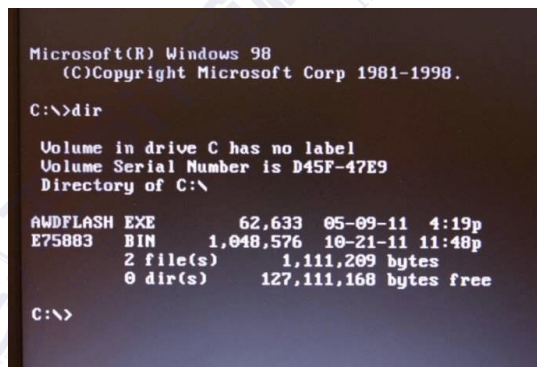 Microsoft(R) Windows 98
(C)Copyright Microsoft Corp 1981-1998.
C:\>dir
Volume in drive C has no label
Volume Serial Number is D45F-47E9
Directory of C:\
AWDFLASH EXE 62,633 05-09-11 4:19p
E75883 BIN 1,048,576 10-21-11 11:48p
2 file(s) 1,111,209 bytes
0 dir(s) 127,111,168 bytes free
C:\>